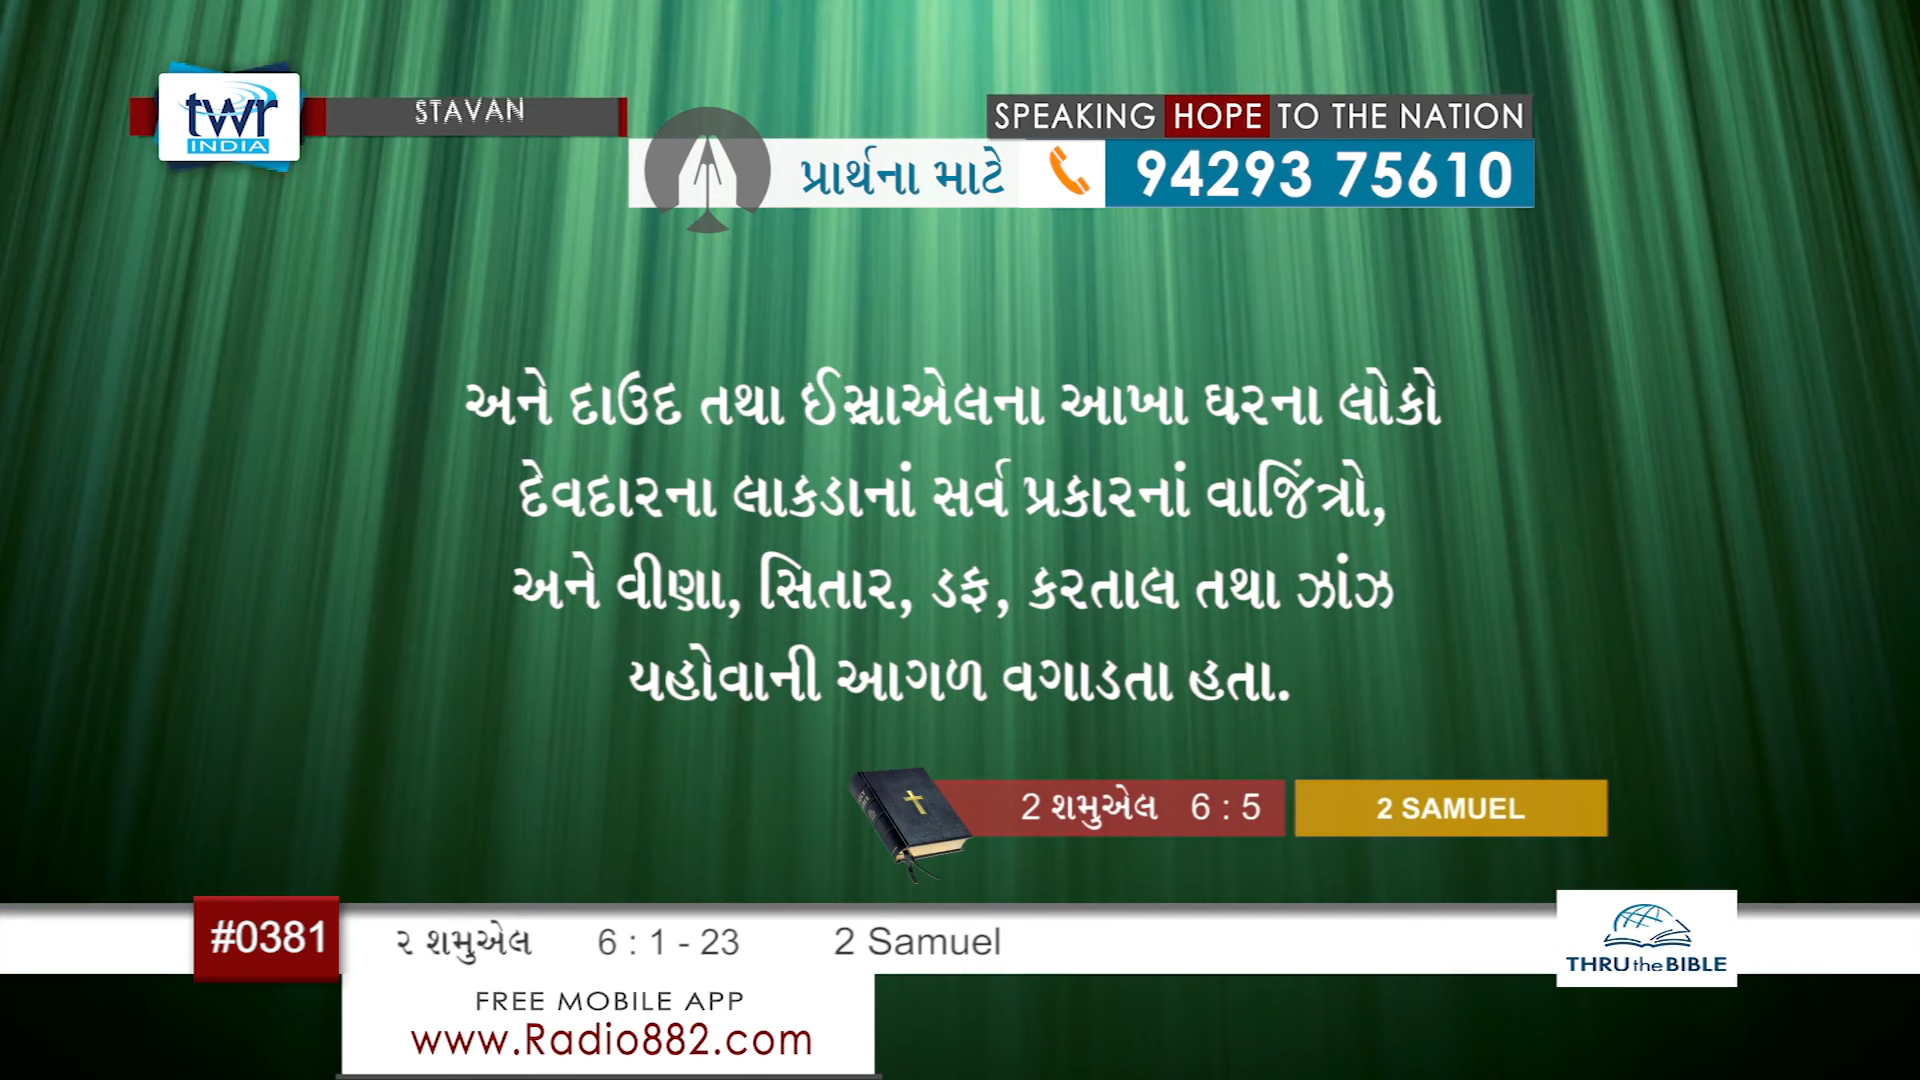 twr
INDIA
STAVAN
SPEAKING HOPE TO THE NATION
પ્રાર્થના માટે 94293 75610
અને દાઉદ તથા ઈસ્રાએલના આખા ઘરના લોકો
દેવદારના લાકડાનાં સર્વ પ્રકારનાં વાજિંત્રો,
અને વીણા, સિતાર, ડફ, કરતાલ તથા ઝાંઝ
યહોવાની આગળ વગાડતા હતા.
2 શમુએલ 6 : 5 2 SAMUEL
#0381 ૨ શમુએલ 6 : 1 - 23 2 Samuel
THRU the BIBLE
FREE MOBILE APP
www.Radio882.com